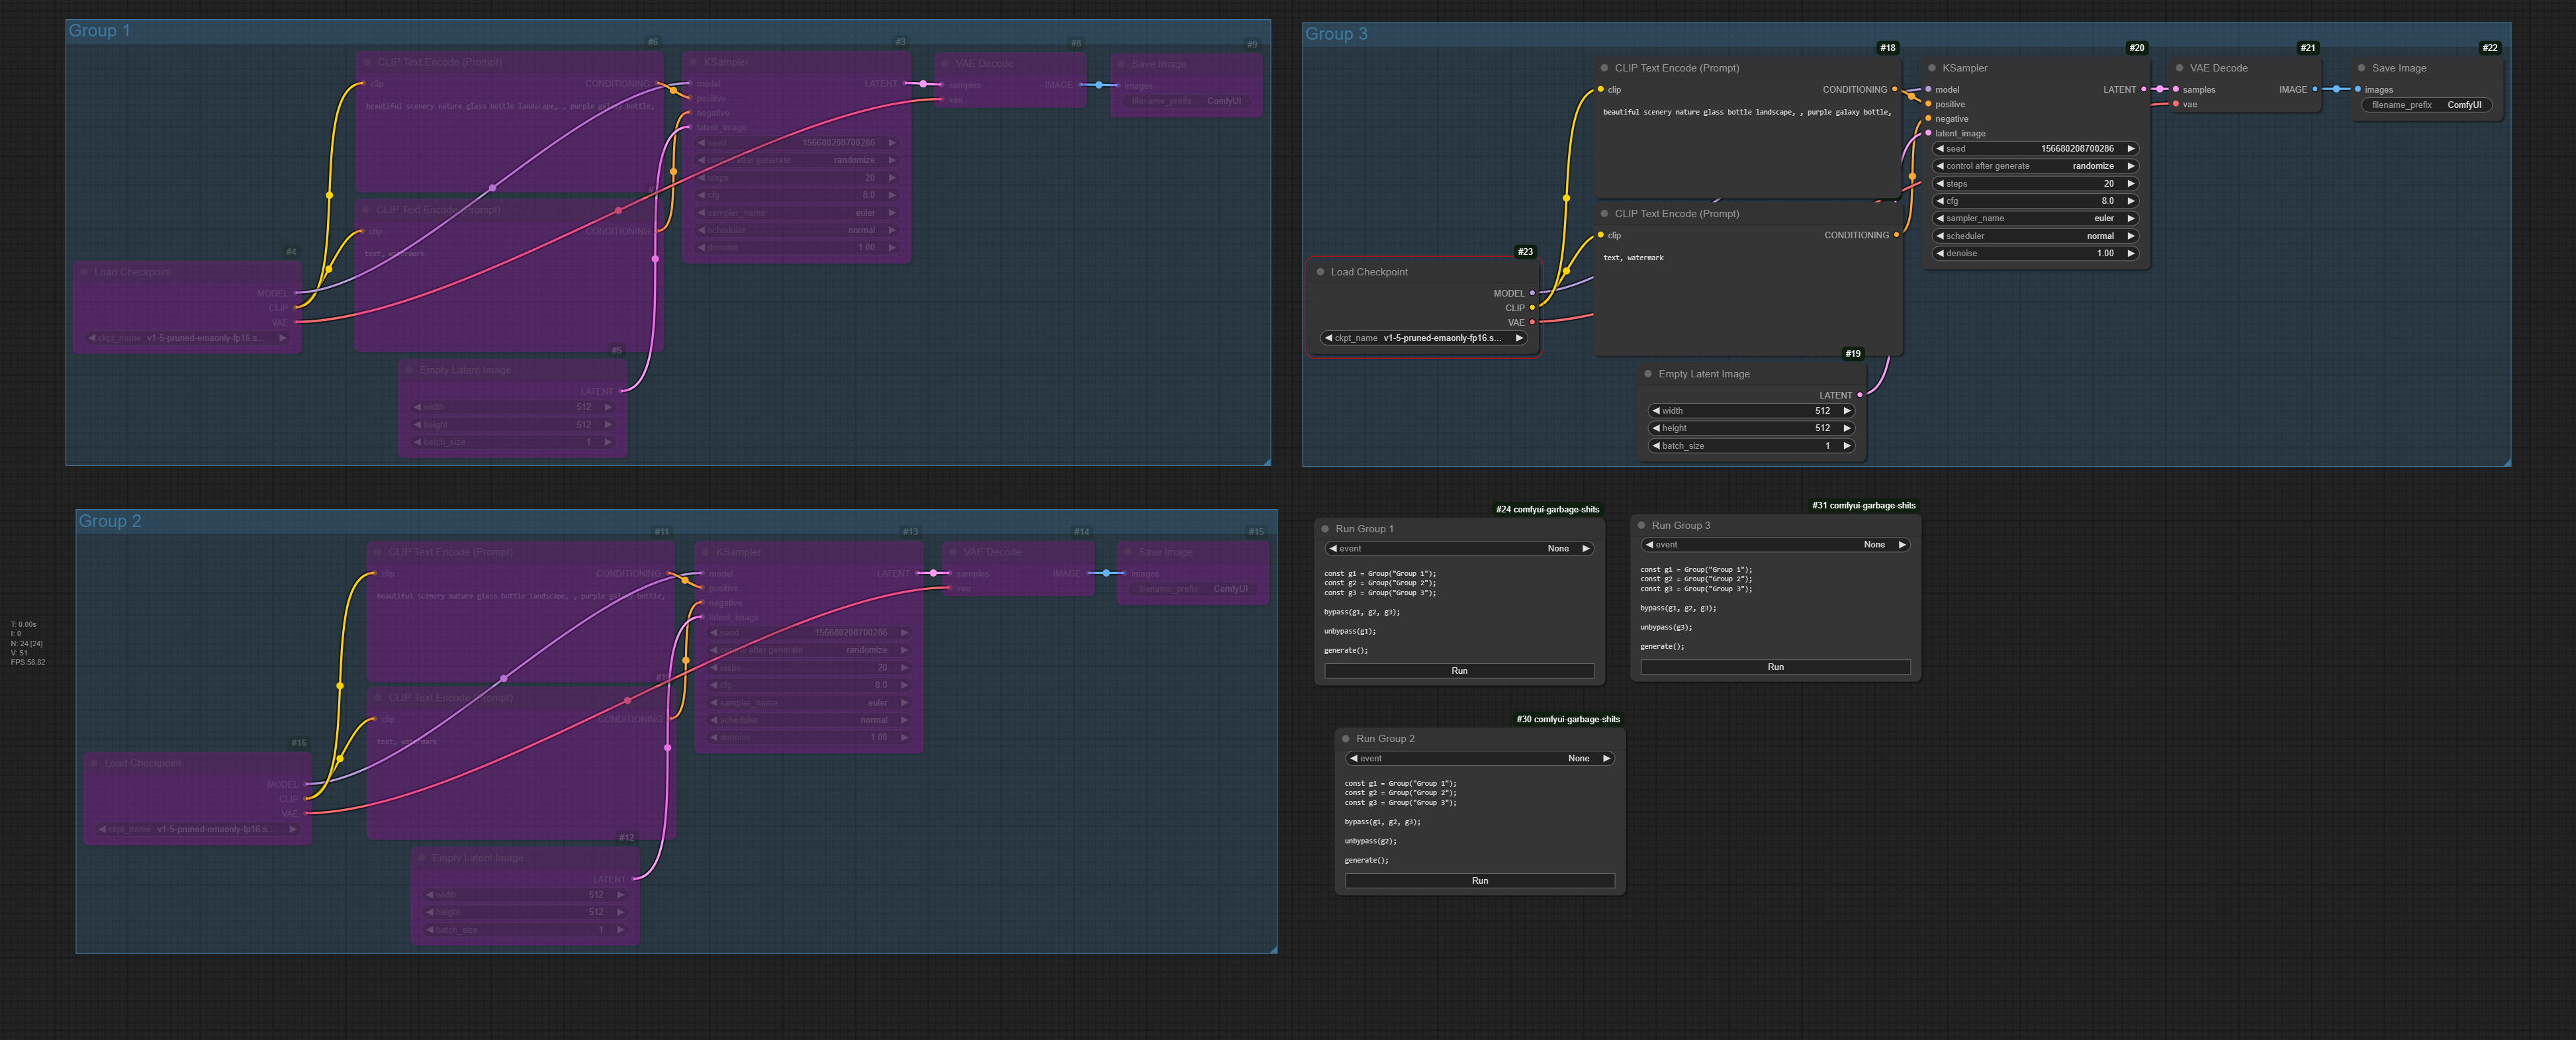 Group 1
#6
CLIP Text Encode (Prompt)
clip
CONDITIONING
beautiful scenery nature glass bottle landscape, , purple galaxy bottle,
CLIP Text Encode (Prompt)
clip
CONDITIONING
text, watermark
#4
Load Checkpoint
MODEL
CLIP
VAE
ckpt_name v1-5-pruned-emaonly-fp16.s...
#5
Empty Latent Image
LATENT
width 512
height 512
batch_size 1
#3
KSampler
model LATENT
positive
negative
latent_image
seed 156680208700286
control after generate randomize
steps 20
cfg 8.0
sampler_name euler
scheduler normal
denoise 1.00
#8
VAE Decode
samples IMAGE
vae
#9
Save Image
images
filename_prefix ComfyUI
Group 3
#18
CLIP Text Encode (Prompt)
clip CONDITIONING
beautiful scenery nature glass bottle landscape, , purple galaxy bottle,
CLIP Text Encode (Prompt)
clip CONDITIONING
text, watermark
#23
Load Checkpoint
MODEL
CLIP
VAE
ckpt_name v1-5-pruned-emaonly-fp16.s...
#19
Empty Latent Image
LATENT
width 512
height 512
batch_size 1
#20
KSampler
model LATENT
positive
negative
latent_image
seed 156680208700286
control after generate randomize
steps 20
cfg 8.0
sampler_name euler
scheduler normal
denoise 1.00
#21
VAE Decode
samples IMAGE
vae
#22
Save Image
images
filename_prefix ComfyUI
Group 2
#11
CLIP Text Encode (Prompt)
clip CONDITIONING
beautiful scenery nature glass bottle landscape, , purple galaxy bottle,
CLIP Text Encode (Prompt)
clip CONDITIONING
text, watermark
#16
Load Checkpoint
MODEL
CLIP
VAE
ckpt_name v1-5-pruned-emaonly-fp16.s...
#12
Empty Latent Image
LATENT
width 512
height 512
batch_size 1
#13
KSampler
model LATENT
positive
negative
latent_image
seed 156680208700286
control after generate randomize
steps 20
cfg 8.0
sampler_name euler
scheduler normal
denoise 1.00
#14
VAE Decode
samples IMAGE
vae
#15
Save Image
images
filename_prefix ComfyUI
T: 0.00s
I: 0
N: 24 [24]
V: 51
FPS:58.82
#24 comfyui-garbage-shits
Run Group 1
event None
const g1 = Group("Group 1");
const g2 = Group("Group 2");
const g3 = Group("Group 3");
bypass(g1, g2, g3);
unbypass(g1);
generate();
Run
#31 comfyui-garbage-shits
Run Group 3
event None
const g1 = Group("Group 1");
const g2 = Group("Group 2");
const g3 = Group("Group 3");
bypass(g1, g2, g3);
unbypass(g3);
generate();
Run
#30 comfyui-garbage-shits
Run Group 2
event None
const g1 = Group("Group 1");
const g2 = Group("Group 2");
const g3 = Group("Group 3");
bypass(g1, g2, g3);
unbypass(g2);
generate();
Run